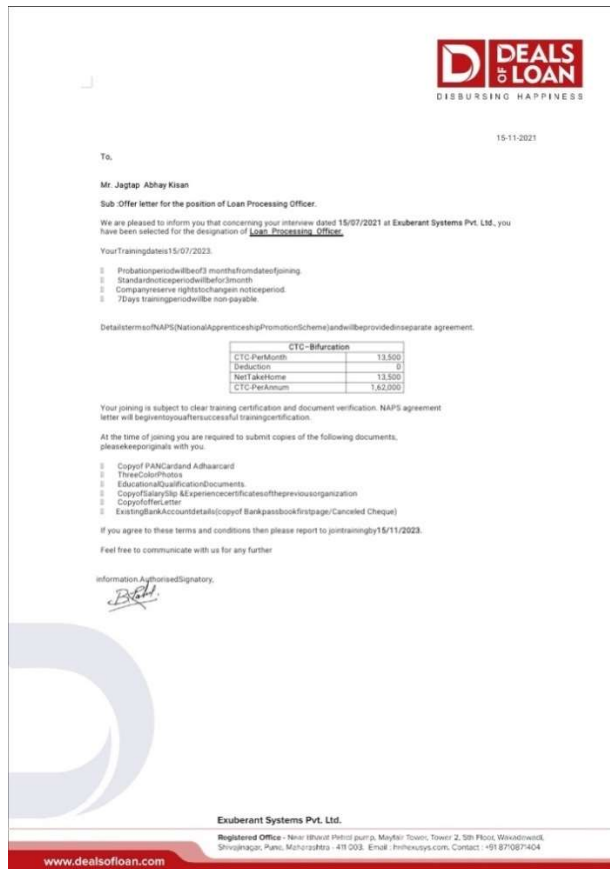 DEALS
OF LOAN
DISBURSING HAPPINESS
15-11-2021
To,
Mr. Jagtap Abhay Kisan
Sub :Offer letter for the position of Loan Processing Officer.
We are pleased to inform you that concerning your interview dated 15/07/2021 at Exuberant Systems Pvt. Ltd., you
have been selected for the designation of Loan Processing Officer.
YourTrainingdateis15/07/2023.
Probationperiodwillbeof3 monthsfromdateofjoining.
Standardnoticeperiodwillbefor3month
Companyreserve rightstochangein noticeperiod.
7Days trainingperiodwillbe non-payable.
DetailstermsofNAPS(NationalApprenticeshipPromotionScheme)andwillbeprovidedinseparate agreement.
CTC-Bifurcation
CTC-PerMonth 13,500
Deduction 0
NetTakeHome 13,500
CTC-PerAnnum 1,62,000
Your joining is subject to clear training certification and document verification. NAPS agreement
letter will begiventoyouaftersuccessful trainingcertification.
At the time of joining you are required to submit copies of the following documents,
pleasekeeporiginals with you.
Copyof PANCardand Adhaarcard
ThreeColorPhotos
EducationalQualificationDocuments.
CopyofSalarySlip &Experiencecertificatesofthepreviousorganization
CopyofofferLetter
ExistingBankAccountdetails(copyof Bankpassbookfirstpage/Canceled Cheque)
If you agree to these terms and conditions then please report to jointrainingby15/11/2023.
Feel free to communicate with us for any further
information.AuthorisedSignatory,
Exuberant Systems Pvt. Ltd.
Registered Office - Near Bharat Petrol pump, Mayfair Tower, Tower 2, 5th Floor, Wakadewadi,
Shivajinagar, Pune, Maharashtra - 411 003. Email : hr@exusys.com. Contact : +91 8710871404
www.dealsofloan.com